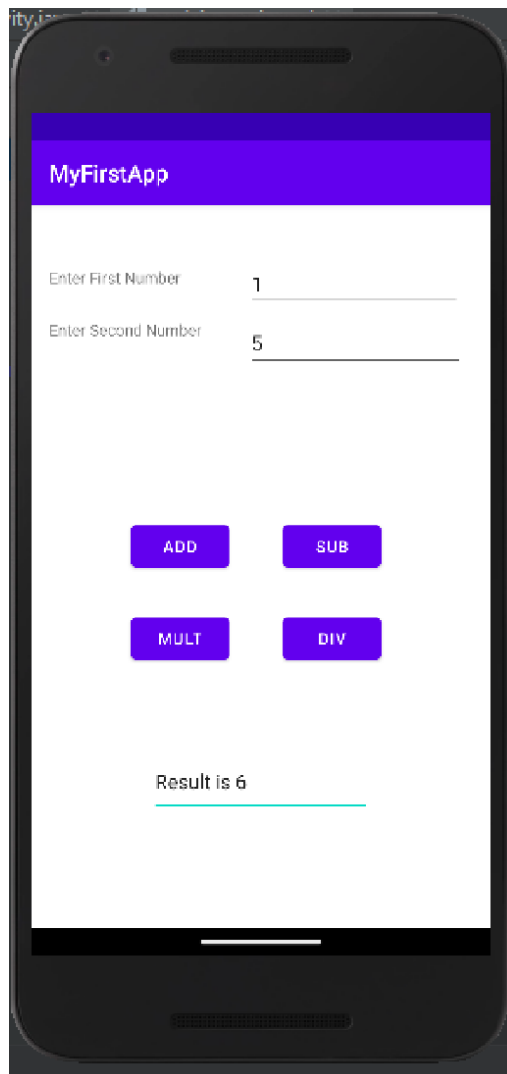 MyFirstApp
Enter First Number
1
Enter Second Number
5
ADD SUB
MULT DIV
Result is 6